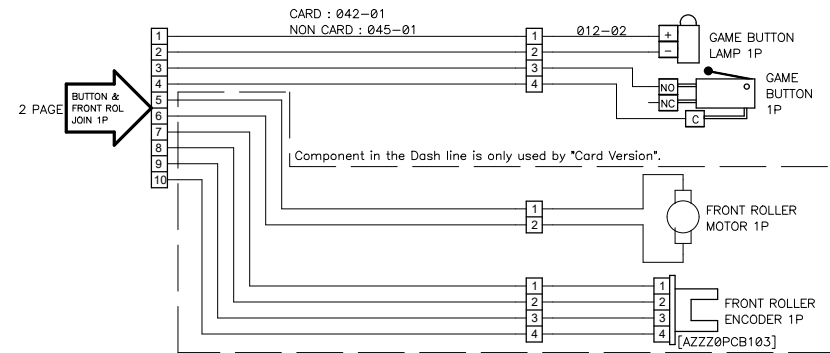 CARD : 042-01
NON CARD : 045-01
012-02
1
2
3
4
5
6
7
8
9
10
1
2
3
4
+
−
GAME BUTTON
LAMP 1P
NO
NC
C
GAME
BUTTON
1P
2 PAGE
BUTTON &
FRONT ROL
JOIN 1P
Component in the Dash line is only used by "Card Version".
1
2
FRONT ROLLER
MOTOR 1P
1
2
3
4
1
2
3
4
FRONT ROLLER
ENCODER 1P
[AZZZ0PCB103]